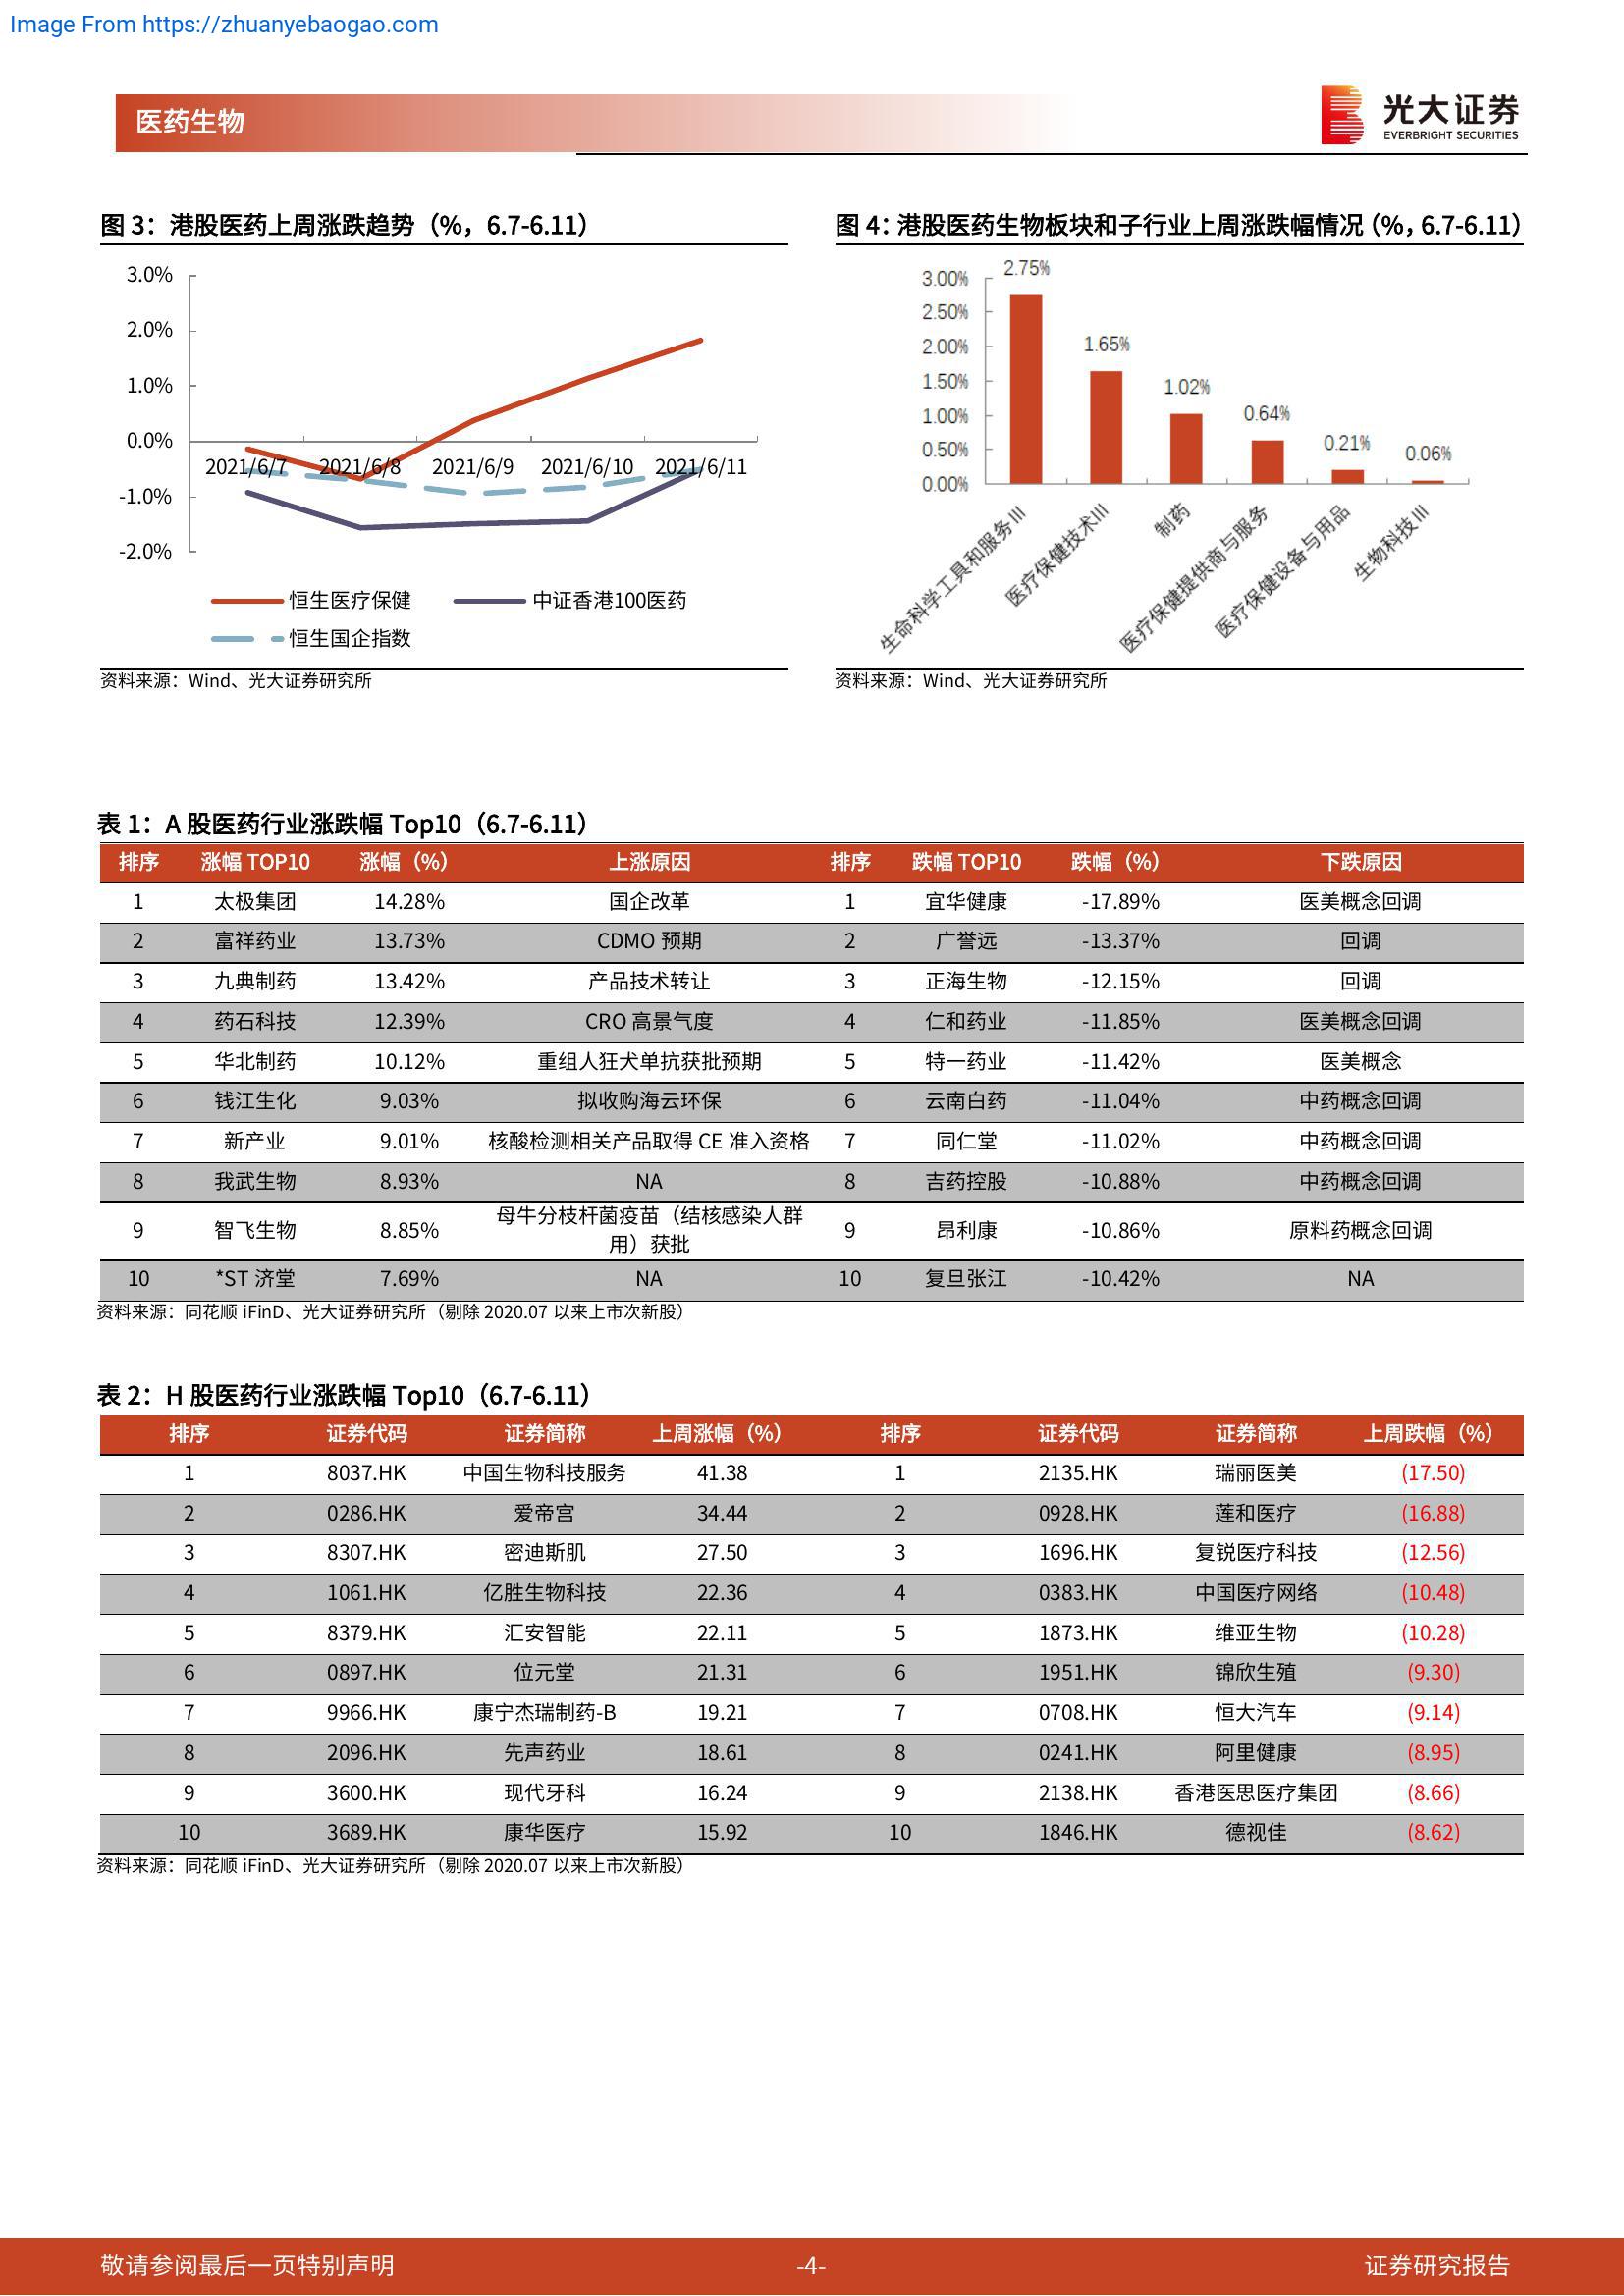 Image From https://zhuanyebaogao.com
医药生物
光大证券
EVERBRIGHT SECURITIES
图 3：港股医药上周涨跌趋势（%，6.7-6.11）
3.0%
2.0%
1.0%
0.0%
-1.0%
-2.0%
2021/6/7 2021/6/8 2021/6/9 2021/6/10 2021/6/11
恒生医疗保健 中证香港100医药
恒生国企指数
资料来源：Wind、光大证券研究所
图 4：港股医药生物板块和子行业上周涨跌幅情况（%，6.7-6.11）
3.00%
2.50%
2.00%
1.50%
1.00%
0.50%
0.00%
2.75%
1.65%
1.02%
0.64%
0.21%
0.06%
生命科学工具和服务Ⅲ
医疗保健技术Ⅲ
制药
医疗保健提供商与服务
医疗保健设备与用品
生物科技Ⅲ
资料来源：Wind、光大证券研究所
表 1：A 股医药行业涨跌幅 Top10（6.7-6.11）
排序 涨幅 TOP10 涨幅（%） 上涨原因 排序 跌幅 TOP10 跌幅（%） 下跌原因
1 太极集团 14.28% 国企改革 1 宜华健康 -17.89% 医美概念回调
2 富祥药业 13.73% CDMO 预期 2 广誉远 -13.37% 回调
3 九典制药 13.42% 产品技术转让 3 正海生物 -12.15% 回调
4 药石科技 12.39% CRO 高景气度 4 仁和药业 -11.85% 医美概念回调
5 华北制药 10.12% 重组人狂犬单抗获批预期 5 特一药业 -11.42% 医美概念
6 钱江生化 9.03% 拟收购海云环保 6 云南白药 -11.04% 中药概念回调
7 新产业 9.01% 核酸检测相关产品取得 CE 准入资格 7 同仁堂 -11.02% 中药概念回调
8 我武生物 8.93% NA 8 吉药控股 -10.88% 中药概念回调
9 智飞生物 8.85% 母牛分枝杆菌疫苗（结核感染人群
用）获批 9 昂利康 -10.86% 原料药概念回调
10 *ST 济堂 7.69% NA 10 复旦张江 -10.42% NA
资料来源：同花顺 iFinD、光大证券研究所（剔除 2020.07 以来上市次新股）
表 2：H 股医药行业涨跌幅 Top10（6.7-6.11）
排序 证券代码 证券简称 上周涨幅（%） 排序 证券代码 证券简称 上周跌幅（%）
1 8037.HK 中国生物科技服务 41.38 1 2135.HK 瑞丽医美 (17.50)
2 0286.HK 爱帝宫 34.44 2 0928.HK 莲和医疗 (16.88)
3 8307.HK 密迪斯肌 27.50 3 1696.HK 复锐医疗科技 (12.56)
4 1061.HK 亿胜生物科技 22.36 4 0383.HK 中国医疗网络 (10.48)
5 8379.HK 汇安智能 22.11 5 1873.HK 维亚生物 (10.28)
6 0897.HK 位元堂 21.31 6 1951.HK 锦欣生殖 (9.30)
7 9966.HK 康宁杰瑞制药-B 19.21 7 0708.HK 恒大汽车 (9.14)
8 2096.HK 先声药业 18.61 8 0241.HK 阿里健康 (8.95)
9 3600.HK 现代牙科 16.24 9 2138.HK 香港医思医疗集团 (8.66)
10 3689.HK 康华医疗 15.92 10 1846.HK 德视佳 (8.62)
资料来源：同花顺 iFinD、光大证券研究所（剔除 2020.07 以来上市次新股）
敬请参阅最后一页特别声明 -4- 证券研究报告